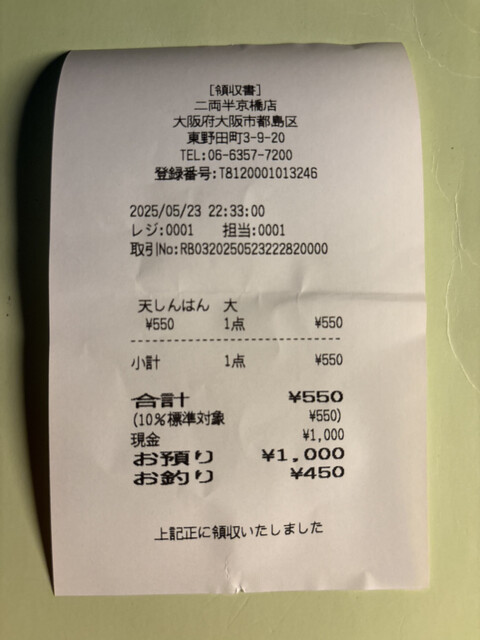 [領収書]
二両半京橋店
大阪府大阪市都島区
東野田町3-9-20
TEL:06-6357-7200
登録番号:T8120001013246
2025/05/23 22:33:00
レジ:0001 担当:0001
取引No:RB0320250523222820000
天しんはん 大
¥550 1点 ¥550
小計 1点 ¥550
合計 ¥550
(10%標準対象 ¥550)
現金 ¥1,000
お預り ¥1,000
お釣り ¥450
上記正に領収いたしました